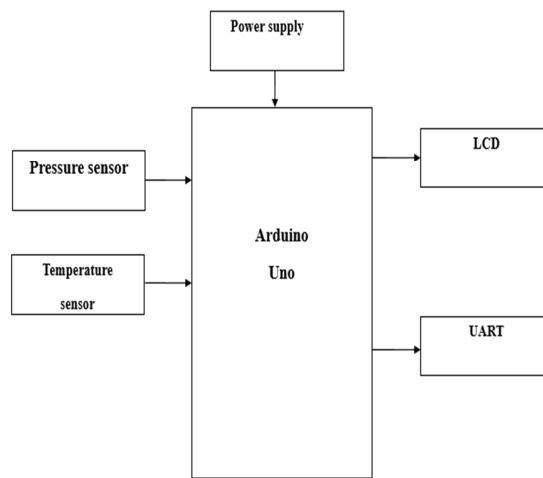 Power supply
LCD
Pressure sensor
Arduino
Uno
Temperature
sensor
UART